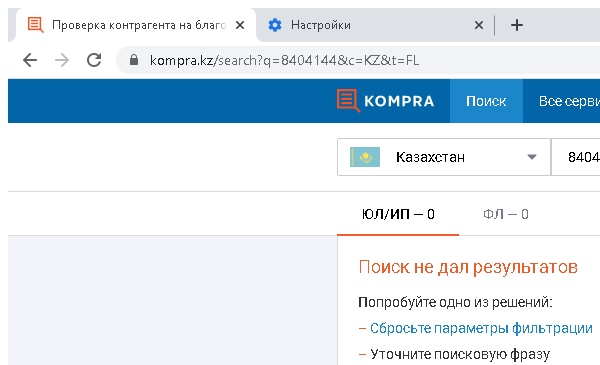 Проверка контрагента на благо
Настройки
kompra.kz/search?q=8404144&c=KZ&t=FL
KOMPRA Поиск Все серви
Казахстан 8404
ЮЛ/ИП — 0 ФЛ — 0
Поиск не дал результатов
Попробуйте одно из решений:
– Сбросьте параметры фильтрации
– Уточните поисковую фразу